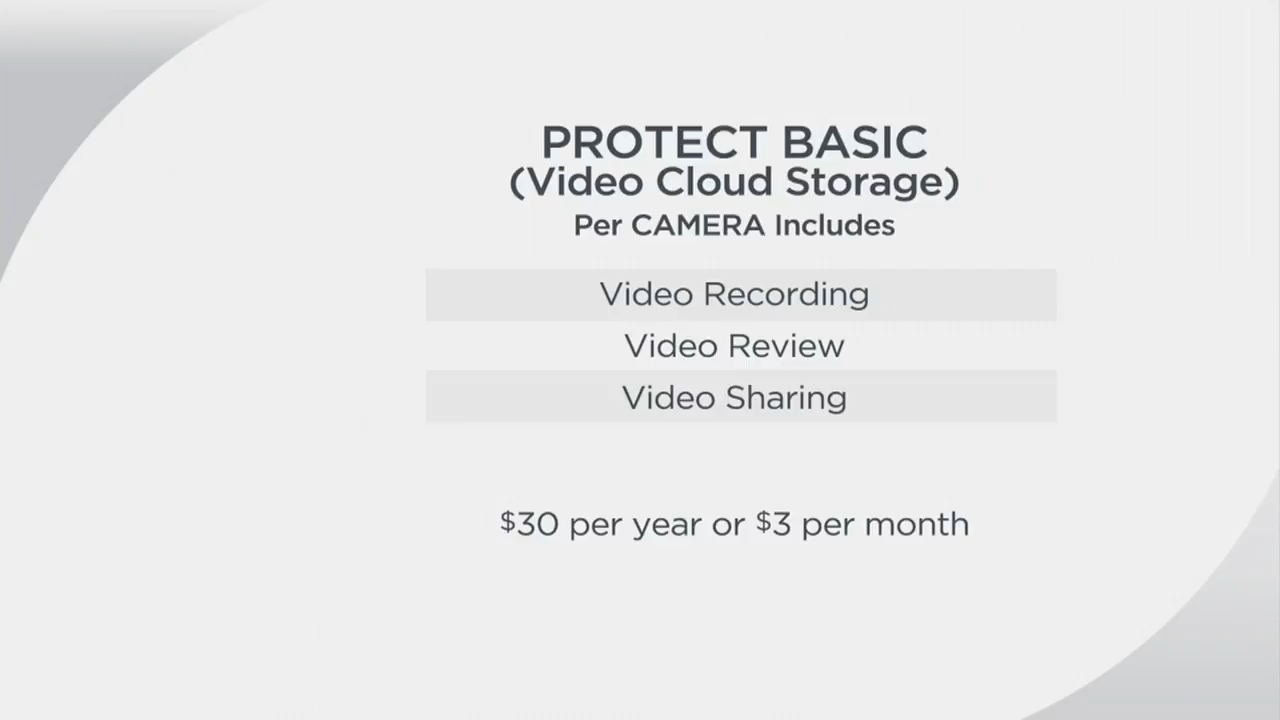 PROTECT BASIC
(Video Cloud Storage)
Per CAMERA Includes
Video Recording
Video Review
Video Sharing
$30 per year or $3 per month